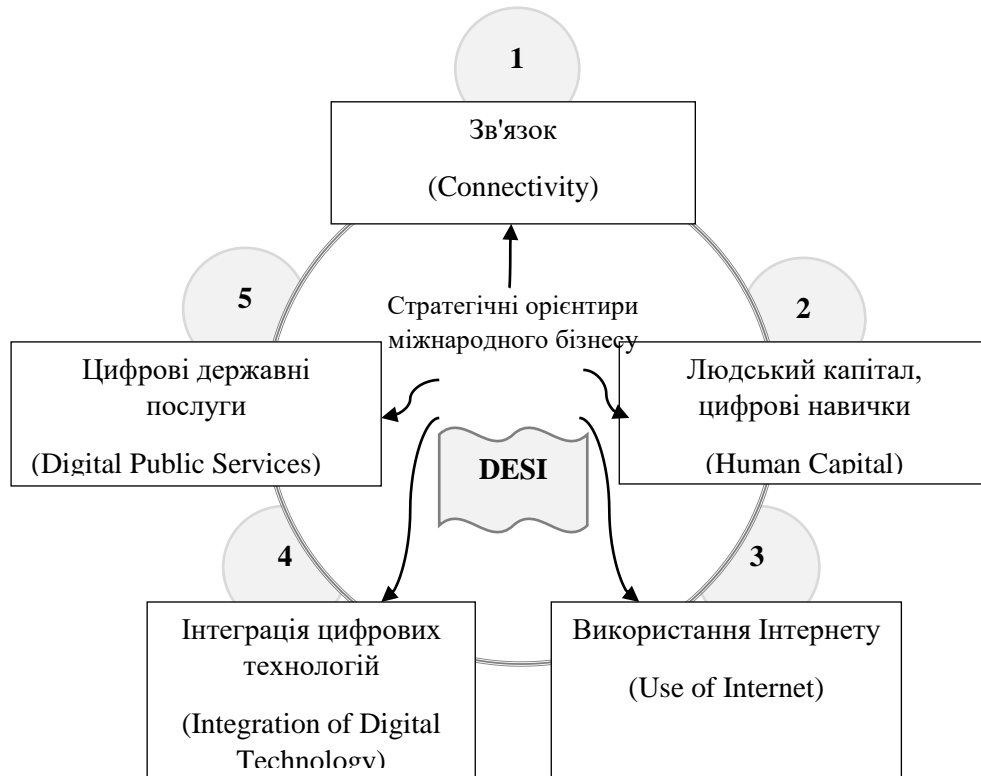 1
Зв'язок
(Connectivity)
Стратегічні орієнтири
міжнародного бізнесу
5
Цифрові державні
послуги
(Digital Public Services)
2
Людський капітал,
цифрові навички
(Human Capital)
DESI
4
Інтеграція цифрових
технологій
(Integration of Digital
Technology)
3
Використання Інтернету
(Use of Internet)